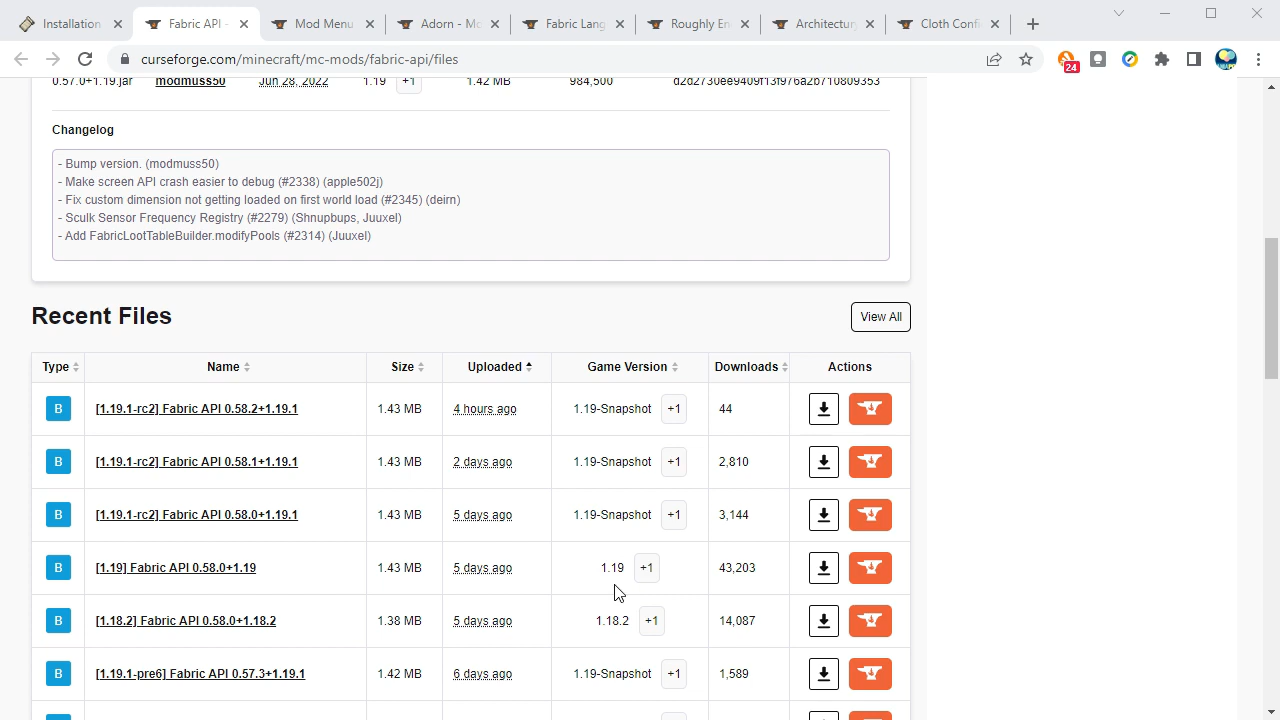 Installation
Fabric API -
Mod Menu
Adorn - Mo
Fabric Lang
Roughly En
Architectury
Cloth Confi
curseforge.com/minecraft/mc-mods/fabric-api/files
24
0.57.0+1.19.jar modmuss50 Jun 28, 2022 1.19 +1 1.42 MB 984,500 d2d2730ee9409f13f976a2b710809353
Changelog
- Bump version. (modmuss50)
- Make screen API crash easier to debug (#2338) (apple502j)
- Fix custom dimension not getting loaded on first world load (#2345) (deirn)
- Sculk Sensor Frequency Registry (#2279) (Shnupbups, Juuxel)
- Add FabricLootTableBuilder.modifyPools (#2314) (Juuxel)
Recent Files
View All
Type Name Size Uploaded Game Version Downloads Actions
B [1.19.1-rc2] Fabric API 0.58.2+1.19.1 1.43 MB 4 hours ago 1.19-Snapshot +1 44
B [1.19.1-rc2] Fabric API 0.58.1+1.19.1 1.43 MB 2 days ago 1.19-Snapshot +1 2,810
B [1.19.1-rc2] Fabric API 0.58.0+1.19.1 1.43 MB 5 days ago 1.19-Snapshot +1 3,144
B [1.19] Fabric API 0.58.0+1.19 1.43 MB 5 days ago 1.19 +1 43,203
B [1.18.2] Fabric API 0.58.0+1.18.2 1.38 MB 5 days ago 1.18.2 +1 14,087
B [1.19.1-pre6] Fabric API 0.57.3+1.19.1 1.42 MB 6 days ago 1.19-Snapshot +1 1,589